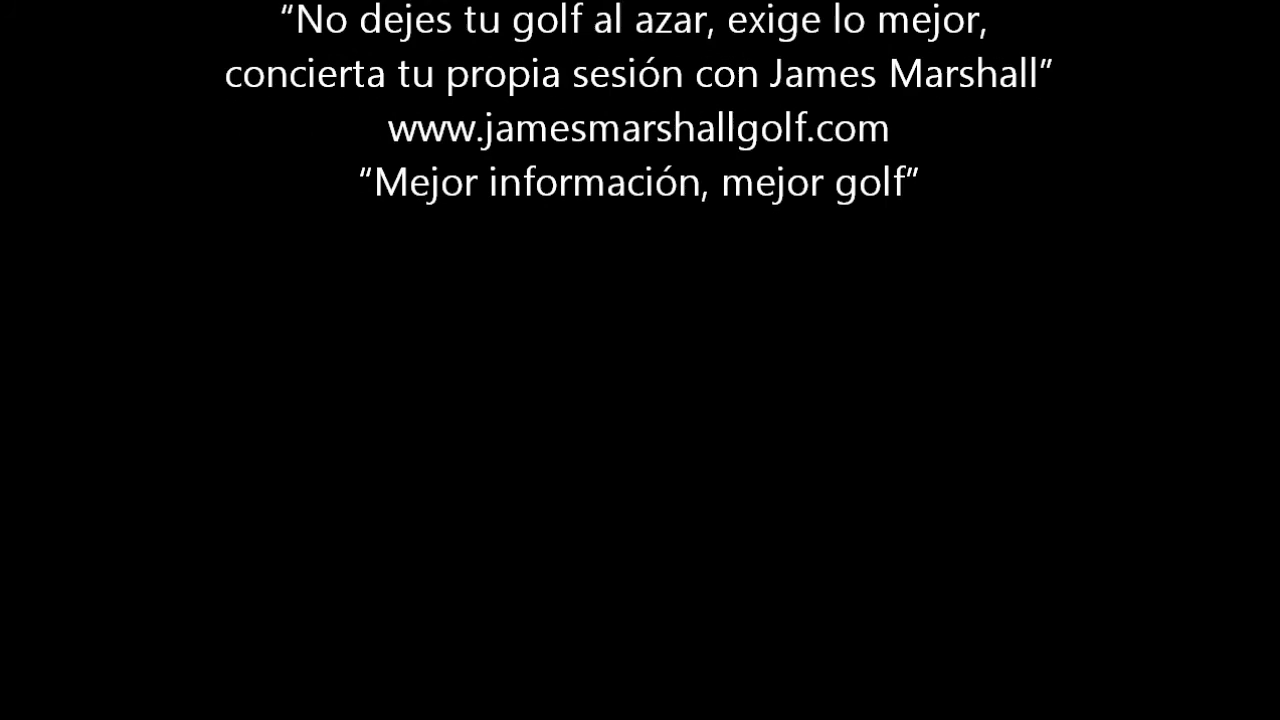 “No dejes tu golf al azar, exige lo mejor,
concierta tu propia sesión con James Marshall”
www.jamesmarshallgolf.com
“Mejor información, mejor golf”